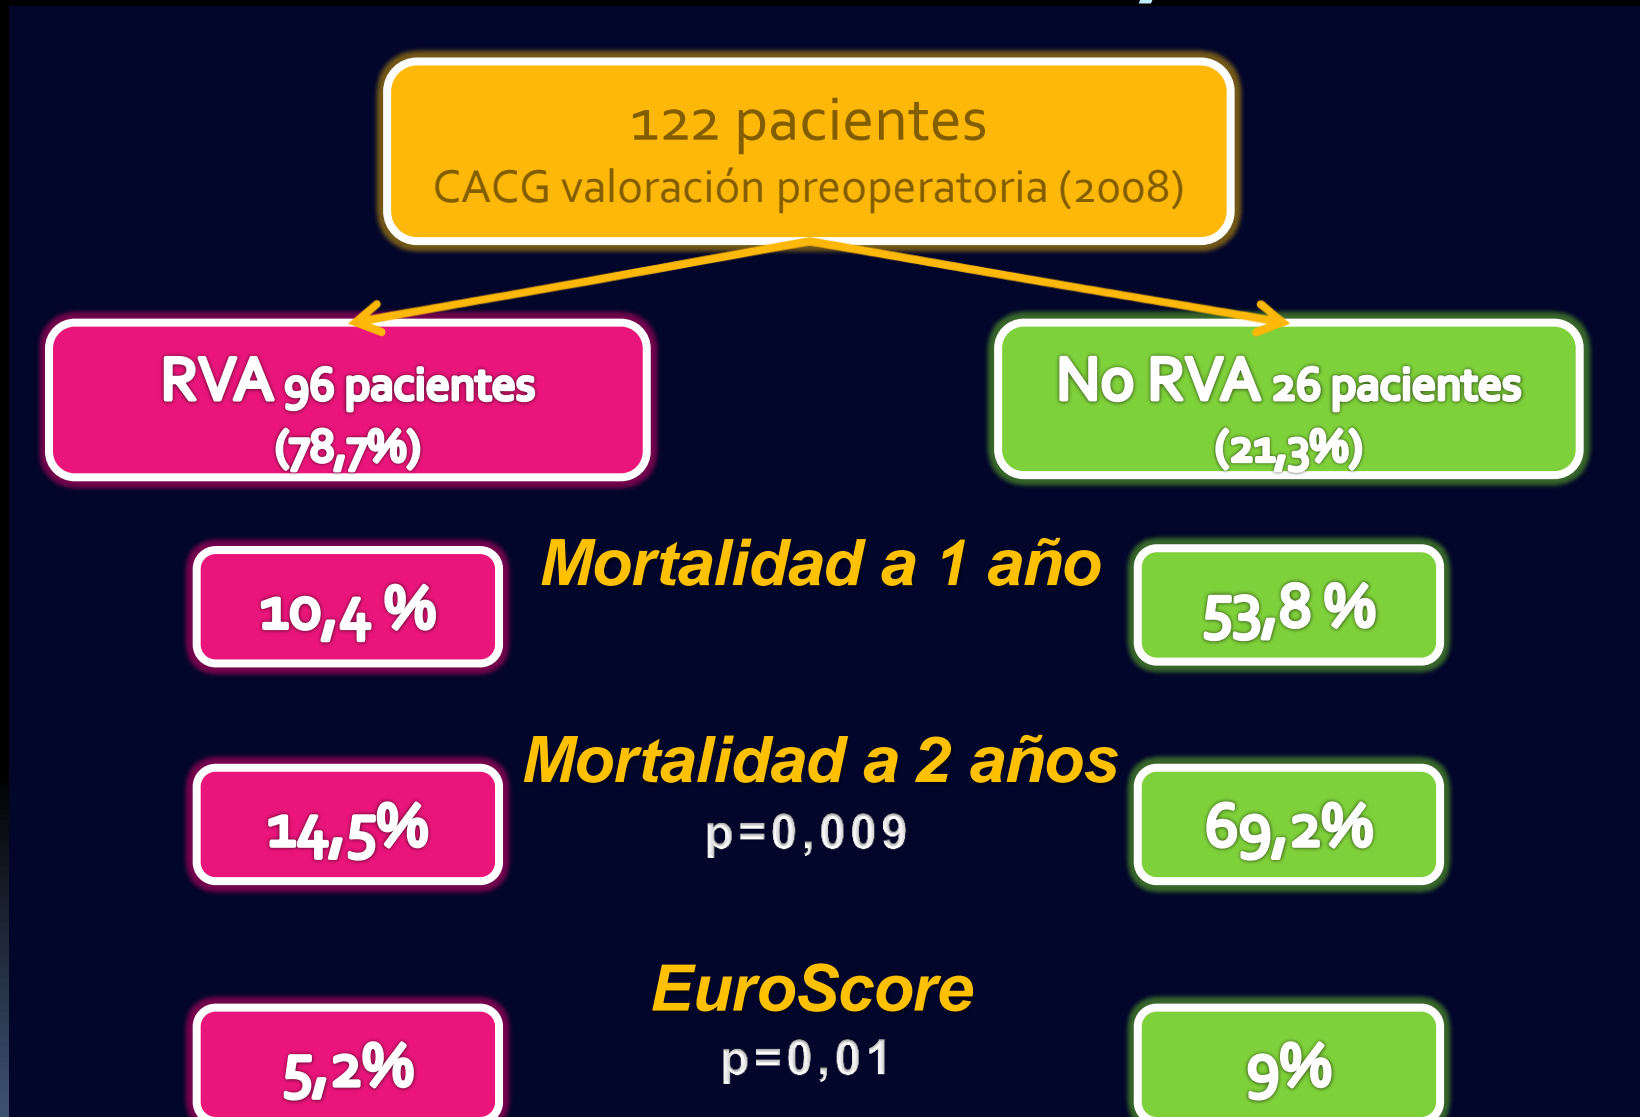 122 pacientes
CACG valoración preoperatoria (2008)
RVA 96 pacientes
(78,7%)
No RVA 26 pacientes
(21,3%)
Mortalidad a 1 año
10,4 %
53,8 %
Mortalidad a 2 años
p=0,009
14,5%
69,2%
EuroScore
p=0,01
5,2%
9%